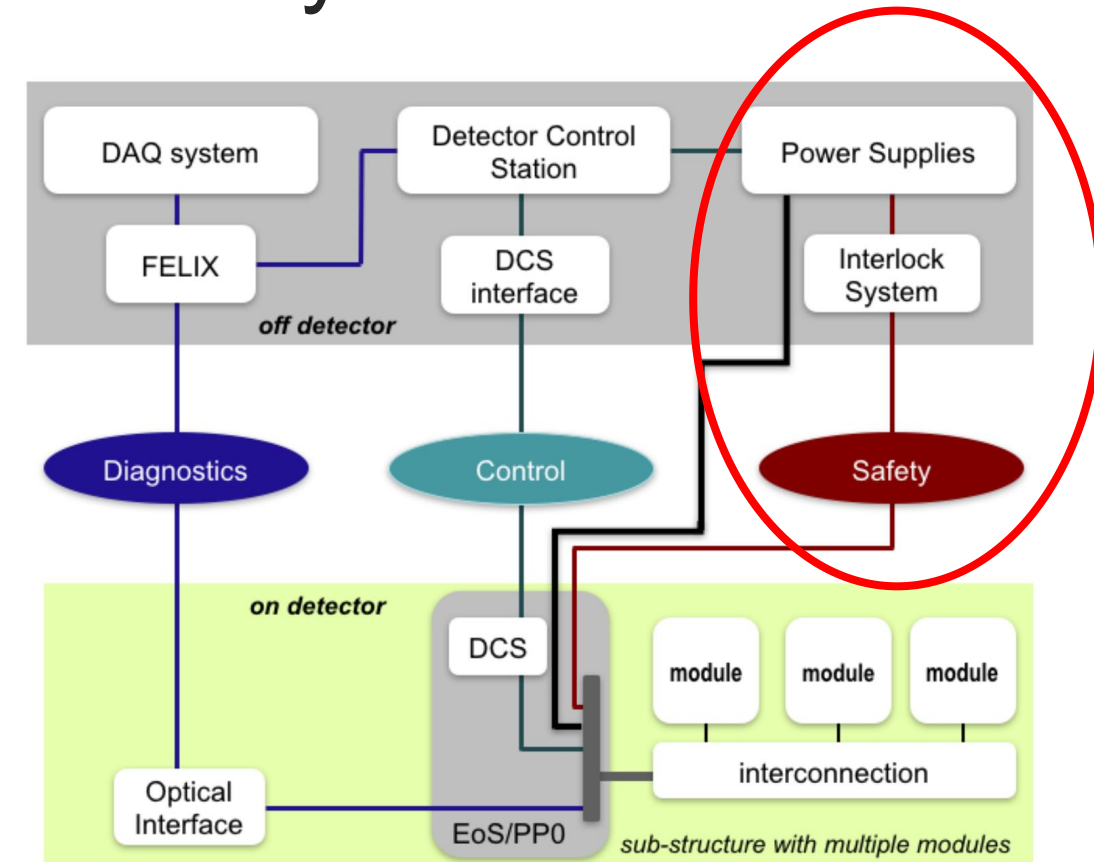 DAQ system
Detector Control
Station
Power Supplies
FELIX
DCS
interface
Interlock
System
off detector
Diagnostics
Control
Safety
on detector
DCS
module
module
module
interconnection
Optical
Interface
EoS/PP0
sub-structure with multiple modules